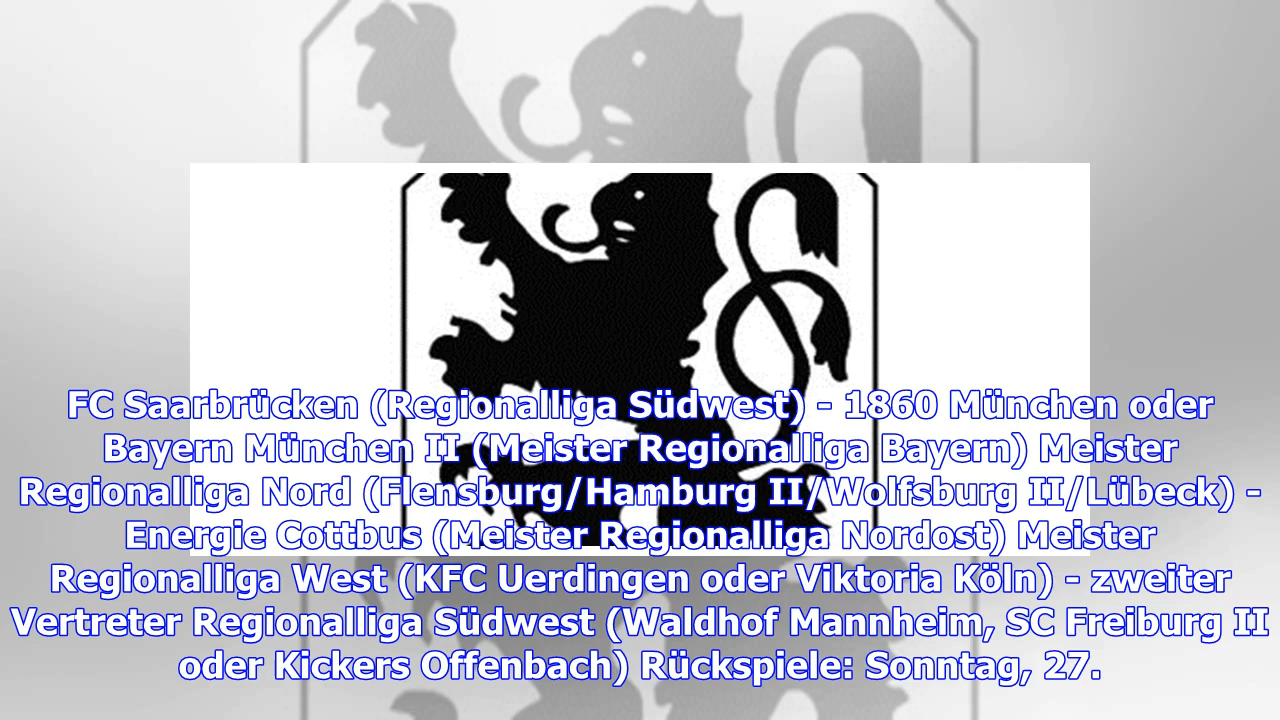 FC Saarbrücken (Regionalliga Südwest) - 1860 München oder
Bayern München II (Meister Regionalliga Bayern) Meister
Regionalliga Nord (Flensburg/Hamburg II/Wolfsburg II/Lübeck) -
Energie Cottbus (Meister Regionalliga Nordost) Meister
Regionalliga West (KFC Uerdingen oder Viktoria Köln) - zweiter
Vertreter Regionalliga Südwest (Waldhof Mannheim, SC Freiburg II
oder Kickers Offenbach) Rückspiele: Sonntag, 27.